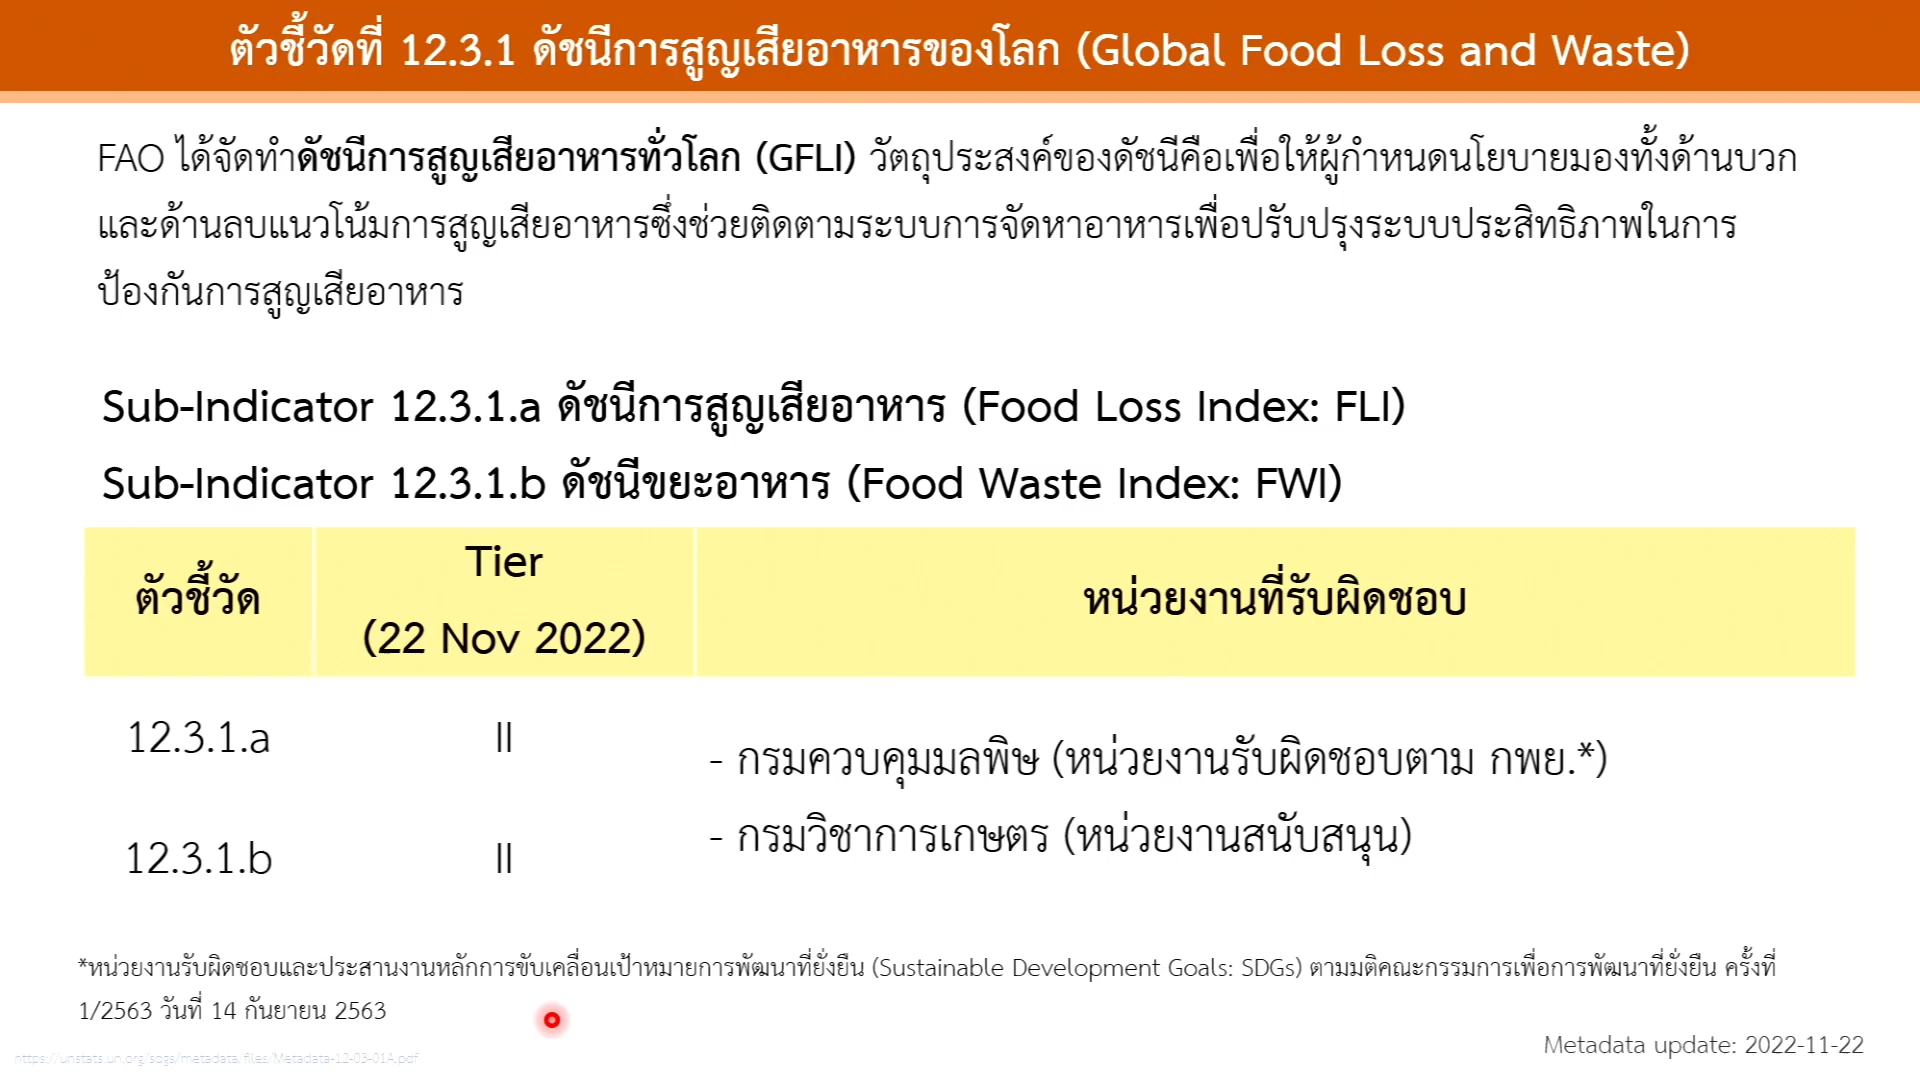 ตัวชี้วัดที่ 12.3.1 ดัชนีการสูญเสียอาหารของโลก (Global Food Loss and Waste)
FAO ได้จัดทำดัชนีการสูญเสียอาหารทั่วโลก (GFLI) วัตถุประสงค์ของดัชนีคือเพื่อให้ผู้กำหนดนโยบายมองทั้งด้านบวก
และด้านลบแนวโน้มการสูญเสียอาหารซึ่งช่วยติดตามระบบการจัดหาอาหารเพื่อปรับปรุงระบบประสิทธิภาพในการ
ป้องกันการสูญเสียอาหาร
Sub-Indicator 12.3.1.a ดัชนีการสูญเสียอาหาร (Food Loss Index: FLI)
Sub-Indicator 12.3.1.b ดัชนีขยะอาหาร (Food Waste Index: FWI)
ตัวชี้วัด
Tier
(22 Nov 2022)
หน่วยงานที่รับผิดชอบ
12.3.1.a
II
- กรมควบคุมมลพิษ (หน่วยงานรับผิดชอบตาม กพย.*)
- กรมวิชาการเกษตร (หน่วยงานสนับสนุน)
12.3.1.b
II
*หน่วยงานรับผิดชอบและประสานงานหลักการขับเคลื่อนเป้าหมายการพัฒนาที่ยั่งยืน (Sustainable Development Goals: SDGs) ตามมติคณะกรรมการเพื่อการพัฒนาที่ยั่งยืน ครั้งที่
1/2563 วันที่ 14 กันยายน 2563
Metadata update: 2022-11-22
https://unstats.un.org/sdgs/metadata/files/Metadata-12-03-01A.pdf